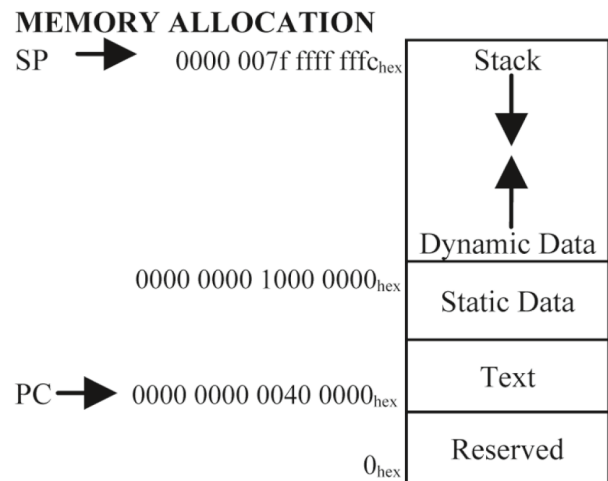 MEMORY ALLOCATION
SP 0000 007f ffff fffchex Stack
Dynamic Data
0000 0000 1000 0000hex
Static Data
Text
PC 0000 0000 0040 0000hex
Reserved
0hex